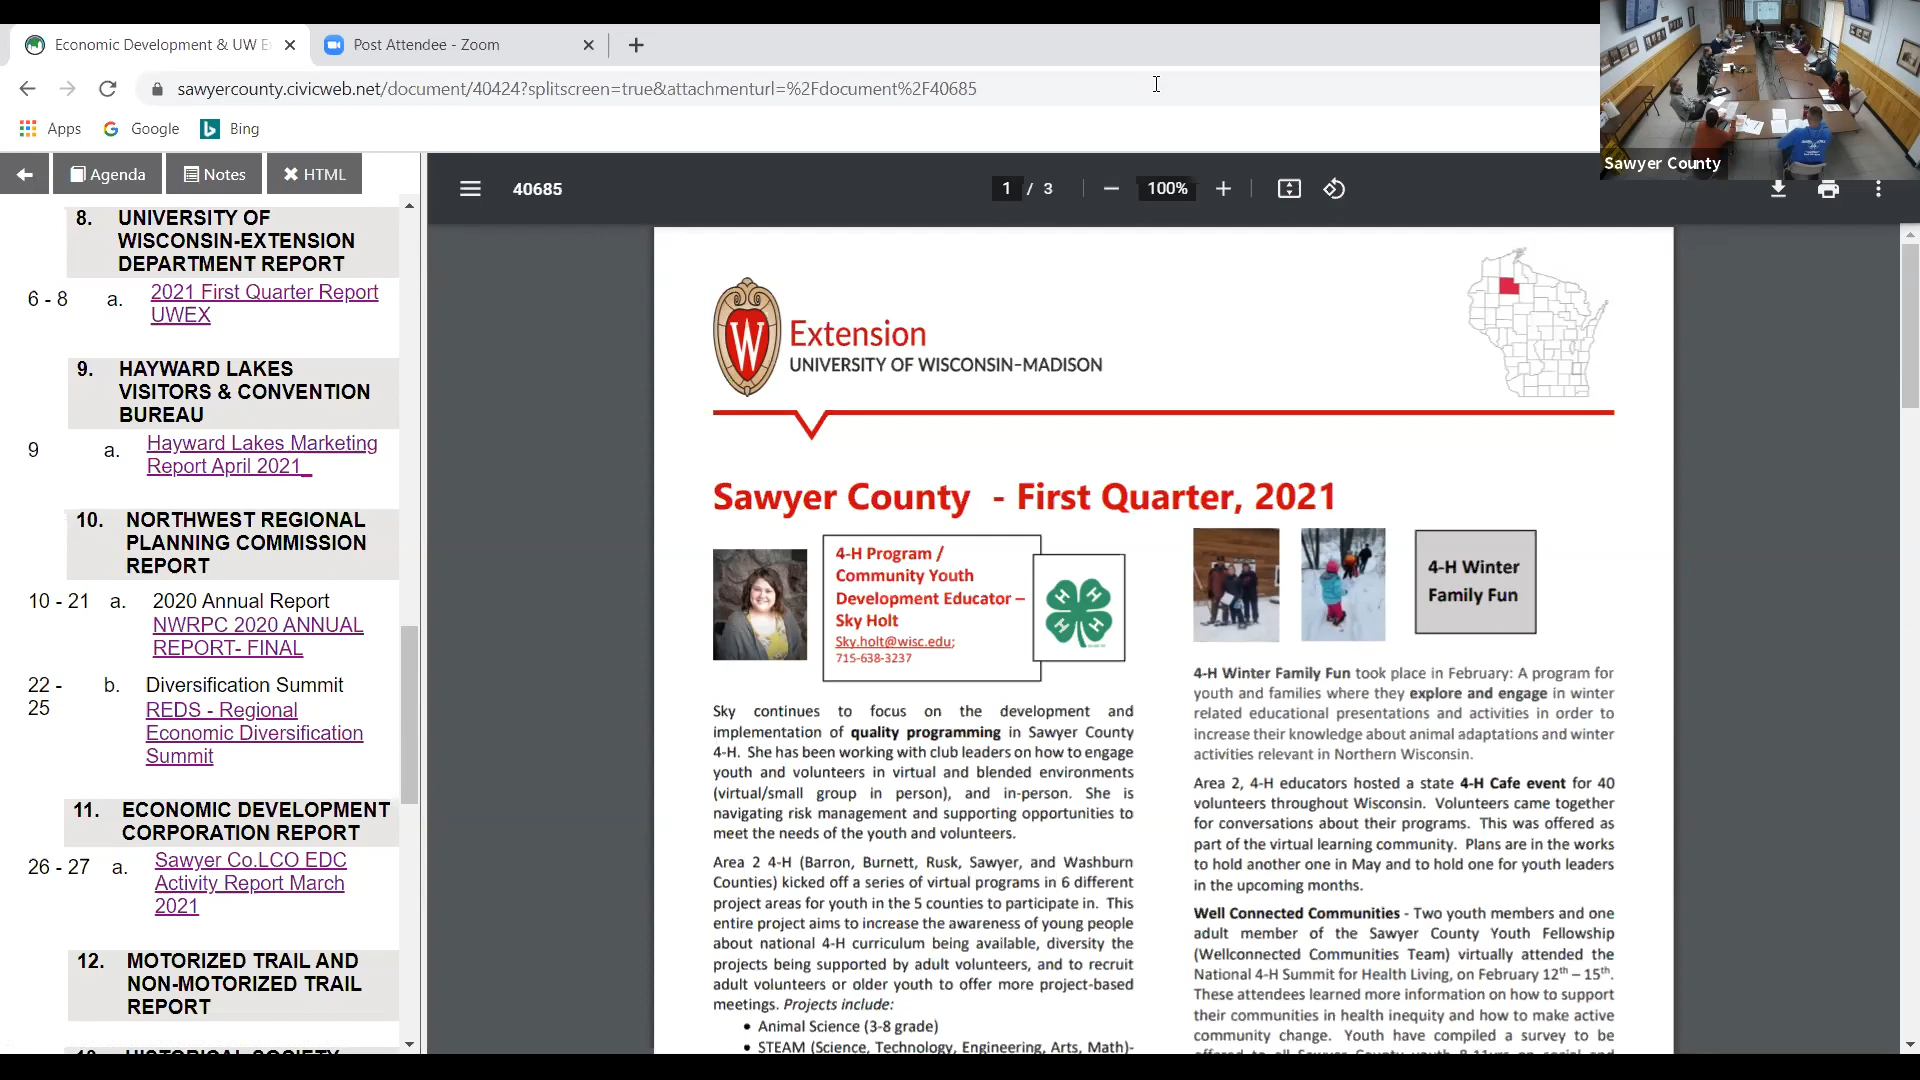 Economic Development & UW E
Post Attendee - Zoom
sawyercounty.civicweb.net/document/40424?splitscreen=true&attachmenturl=%2Fdocument%2F40685
Apps
Google
Bing
Sawyer County
Agenda
Notes
HTML
40685
1 / 3
100%
8. UNIVERSITY OF
WISCONSIN-EXTENSION
DEPARTMENT REPORT
6 - 8 a. 2021 First Quarter Report
UWEX
9. HAYWARD LAKES
VISITORS & CONVENTION
BUREAU
9 a. Hayward Lakes Marketing
Report April 2021_
10. NORTHWEST REGIONAL
PLANNING COMMISSION
REPORT
10 - 21 a. 2020 Annual Report
NWRPC 2020 ANNUAL
REPORT- FINAL
22 - b. Diversification Summit
25 REDS - Regional
Economic Diversification
Summit
11. ECONOMIC DEVELOPMENT
CORPORATION REPORT
26 - 27 a. Sawyer Co.LCO EDC
Activity Report March
2021
12. MOTORIZED TRAIL AND
NON-MOTORIZED TRAIL
REPORT
W
Extension
UNIVERSITY OF WISCONSIN-MADISON
Sawyer County - First Quarter, 2021
4-H Program /
Community Youth
Development Educator –
Sky Holt
Sky.holt@wisc.edu;
715-638-3237
H H
H H
Sky continues to focus on the development and
implementation of quality programming in Sawyer County
4-H. She has been working with club leaders on how to engage
youth and volunteers in virtual and blended environments
(virtual/small group in person), and in-person. She is
navigating risk management and supporting opportunities to
meet the needs of the youth and volunteers.
Area 2 4-H (Barron, Burnett, Rusk, Sawyer, and Washburn
Counties) kicked off a series of virtual programs in 6 different
project areas for youth in the 5 counties to participate in. This
entire project aims to increase the awareness of young people
about national 4-H curriculum being available, diversity the
projects being supported by adult volunteers, and to recruit
adult volunteers or older youth to offer more project-based
meetings. Projects include:
• Animal Science (3-8 grade)
• STEAM (Science, Technology, Engineering, Arts, Math)-
4-H Winter
Family Fun
4-H Winter Family Fun took place in February: A program for
youth and families where they explore and engage in winter
related educational presentations and activities in order to
increase their knowledge about animal adaptations and winter
activities relevant in Northern Wisconsin.
Area 2, 4-H educators hosted a state 4-H Cafe event for 40
volunteers throughout Wisconsin. Volunteers came together
for conversations about their programs. This was offered as
part of the virtual learning community. Plans are in the works
to hold another one in May and to hold one for youth leaders
in the upcoming months.
Well Connected Communities - Two youth members and one
adult member of the Sawyer County Youth Fellowship
(Wellconnected Communities Team) virtually attended the
National 4-H Summit for Health Living, on February 12th – 15th.
These attendees learned more information on how to support
their communities in health inequity and how to make active
community change. Youth have compiled a survey to be